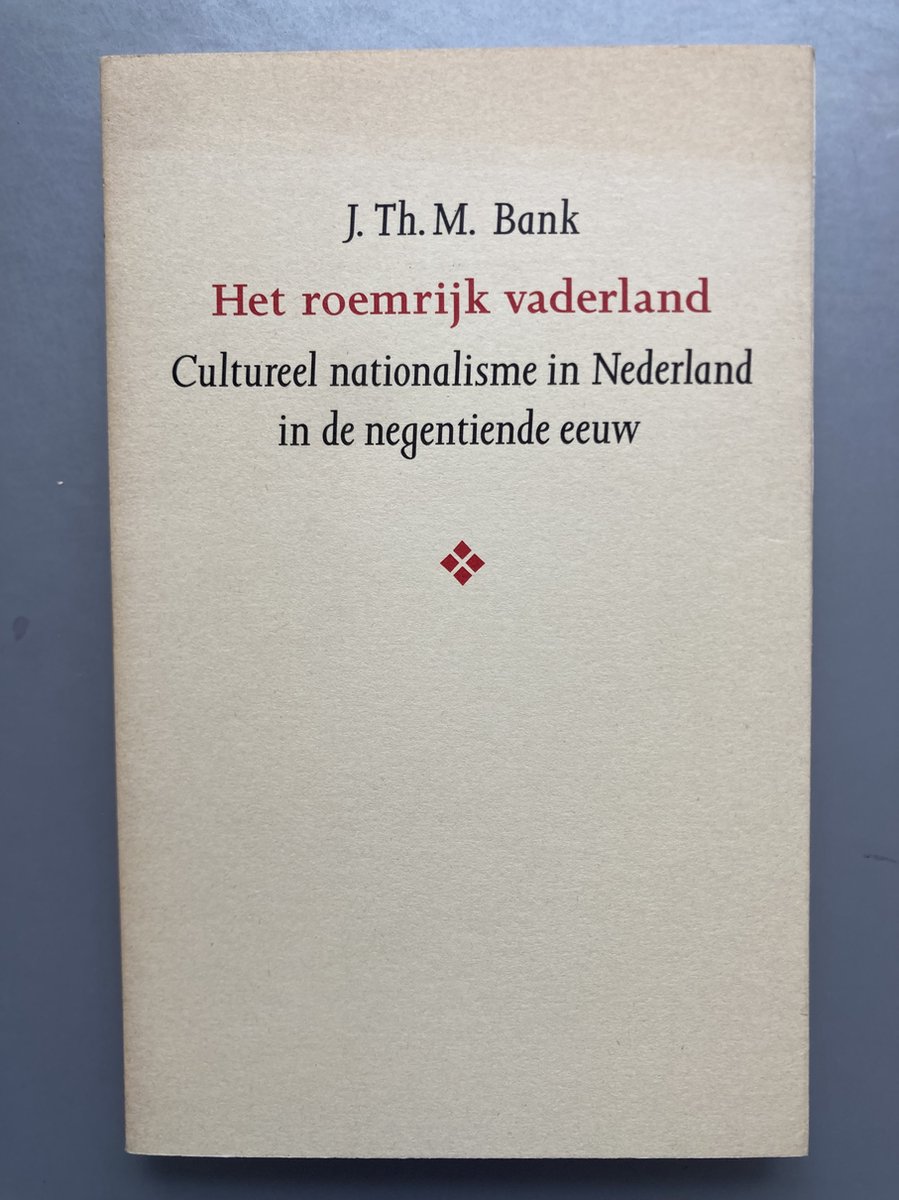 J. Th. M. Bank
Het roemrijk vaderland
Cultureel nationalisme in Nederland
in de negentiende eeuw